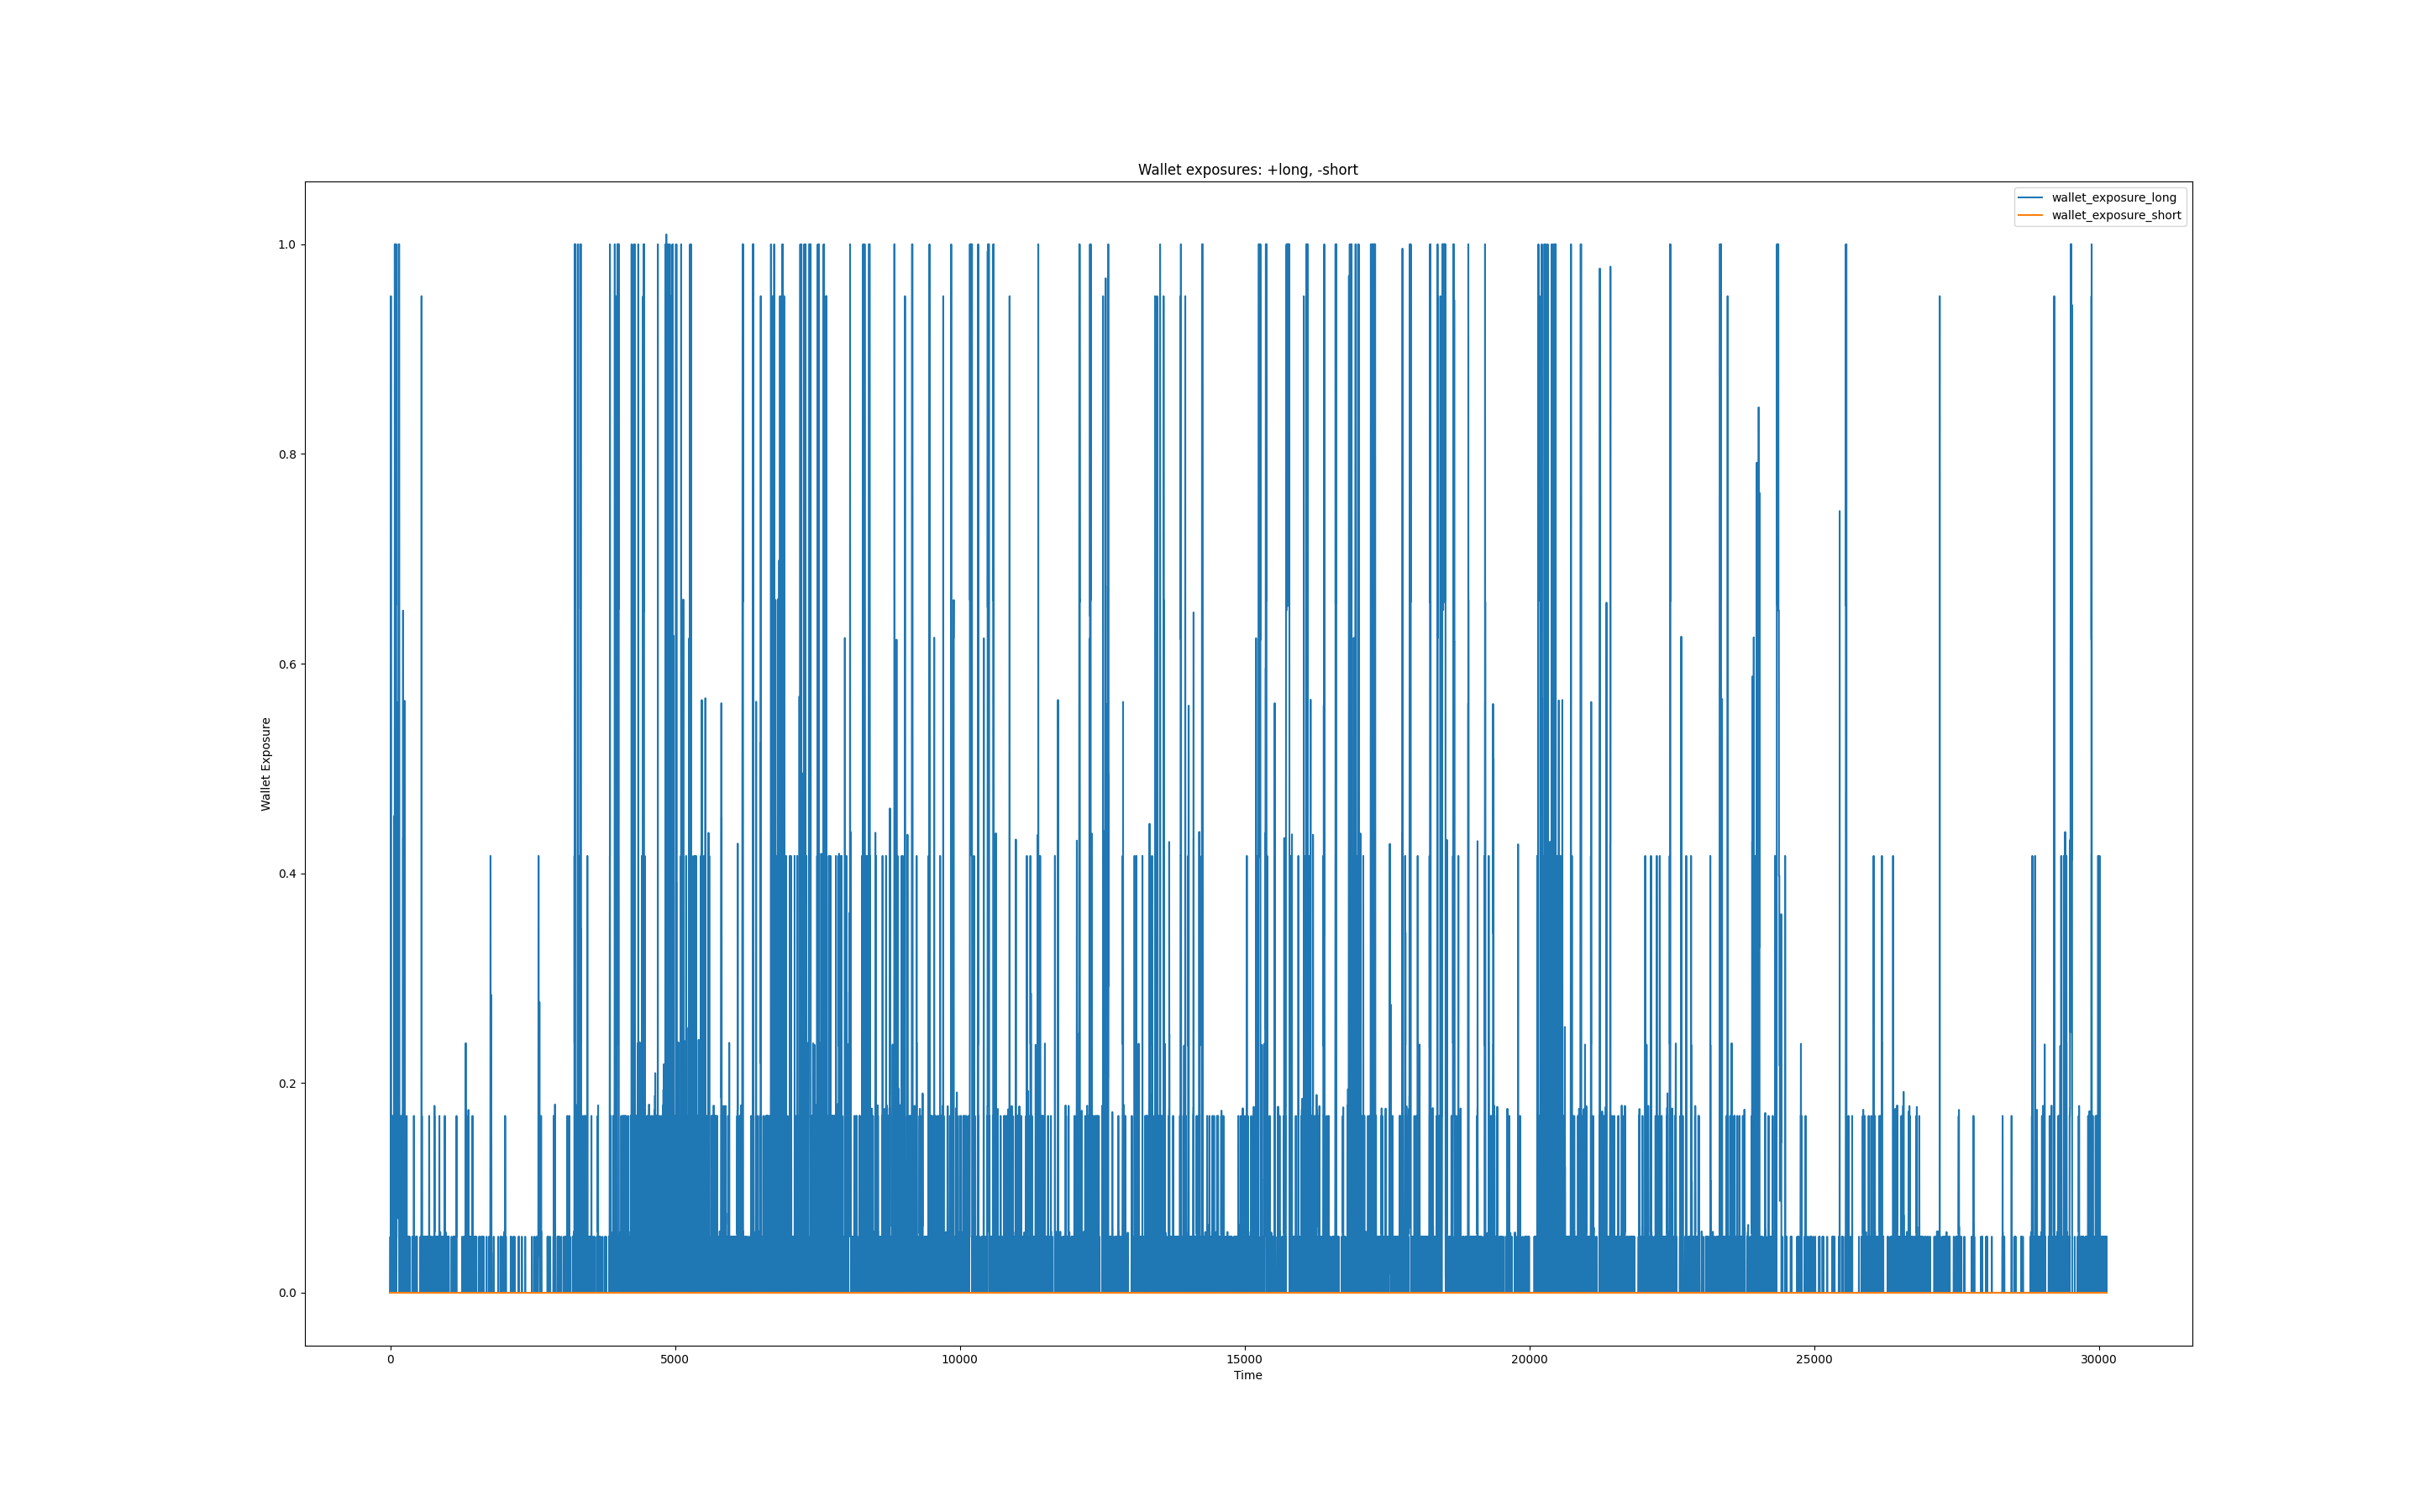 Wallet exposures: +long, -short
wallet_exposure_long
wallet_exposure_short
1.0
0.8
0.6
0.4
0.2
0.0
Wallet Exposure
0 5000 10000 15000 20000 25000 30000
Time